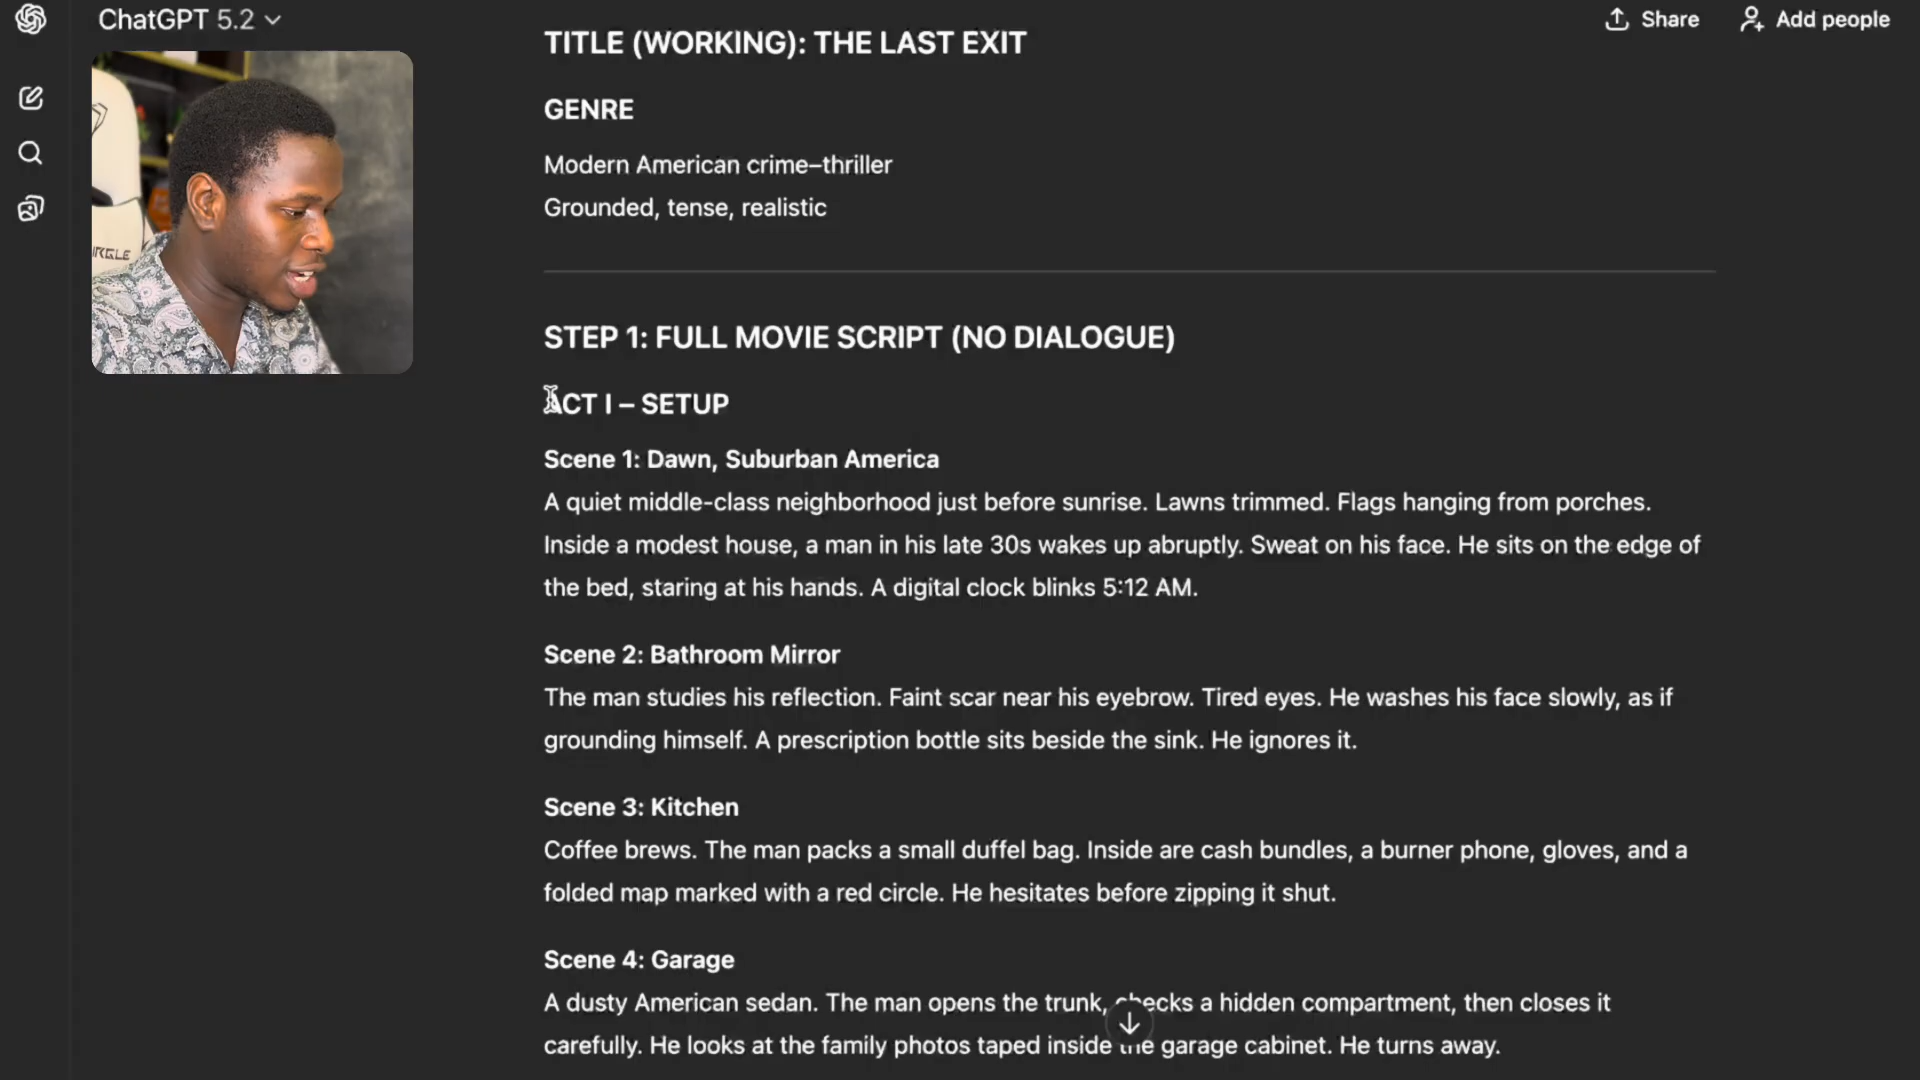 ChatGPT 5.2
Share
Add people
TITLE (WORKING): THE LAST EXIT
GENRE
Modern American crime–thriller
Grounded, tense, realistic
STEP 1: FULL MOVIE SCRIPT (NO DIALOGUE)
ACT I – SETUP
Scene 1: Dawn, Suburban America
A quiet middle-class neighborhood just before sunrise. Lawns trimmed. Flags hanging from porches.
Inside a modest house, a man in his late 30s wakes up abruptly. Sweat on his face. He sits on the edge of
the bed, staring at his hands. A digital clock blinks 5:12 AM.
Scene 2: Bathroom Mirror
The man studies his reflection. Faint scar near his eyebrow. Tired eyes. He washes his face slowly, as if
grounding himself. A prescription bottle sits beside the sink. He ignores it.
Scene 3: Kitchen
Coffee brews. The man packs a small duffel bag. Inside are cash bundles, a burner phone, gloves, and a
folded map marked with a red circle. He hesitates before zipping it shut.
Scene 4: Garage
A dusty American sedan. The man opens the trunk, checks a hidden compartment, then closes it
carefully. He looks at the family photos taped inside the garage cabinet. He turns away.